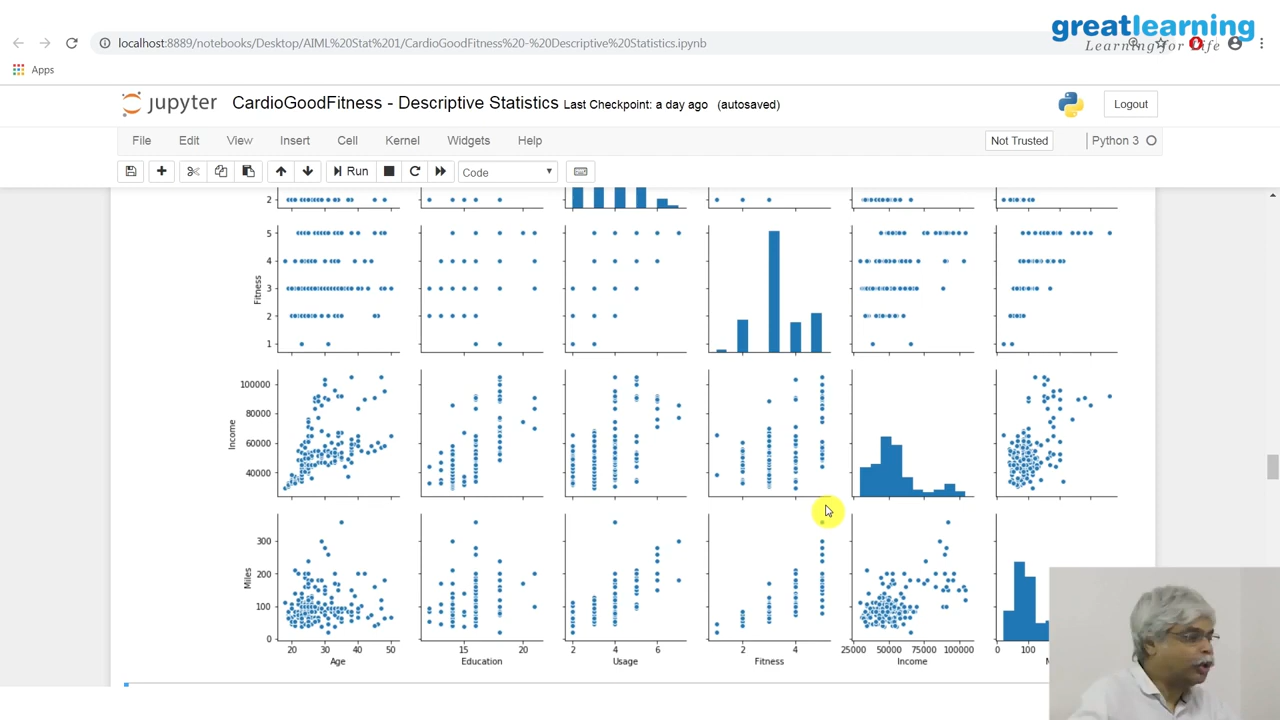 greatlearning
Learning for Life
localhost:8889/notebooks/Desktop/AIML%20Stat%201/CardioGoodFitness%20-%20Descriptive%20Statistics.ipynb
Apps
jupyter CardioGoodFitness - Descriptive Statistics Last Checkpoint: a day ago (autosaved)
Logout
File Edit View Insert Cell Kernel Widgets Help
Not Trusted
Python 3
Run
Code
2
5
4
3
2
1
Fitness
100000
80000
60000
40000
Income
300
200
100
0
Miles
20 30 40 50 15 20 2 4 6 2 4 25000 50000 75000 100000 0 100
Age Education Usage Fitness Income